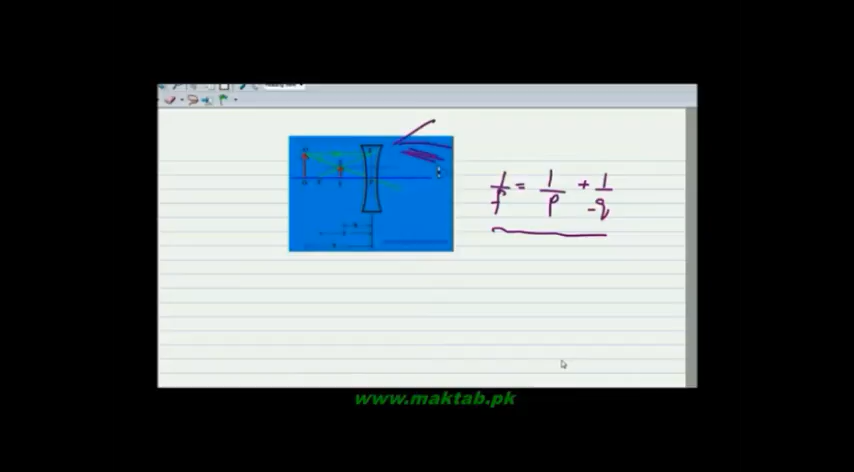 1/f = 1/p + 1/-q
www.maktab.pk